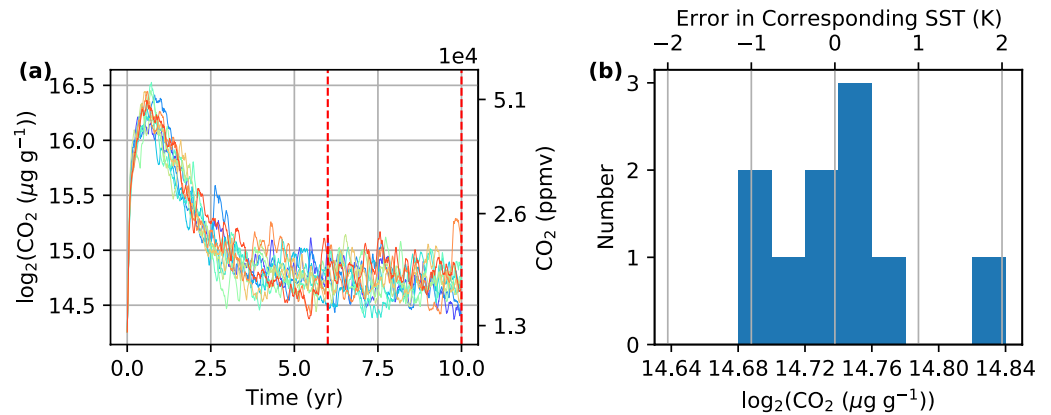 (a)
1e4
log₂(CO₂ (μg g⁻¹))
16.5
16.0
15.5
15.0
14.5
5.1
2.6
1.3
CO₂ (ppmv)
0.0 2.5 5.0 7.5 10.0
Time (yr)
Error in Corresponding SST (K)
−2 −1 0 1 2
(b)
Number
3
2
1
0
14.64 14.68 14.72 14.76 14.80 14.84
log₂(CO₂ (μg g⁻¹))